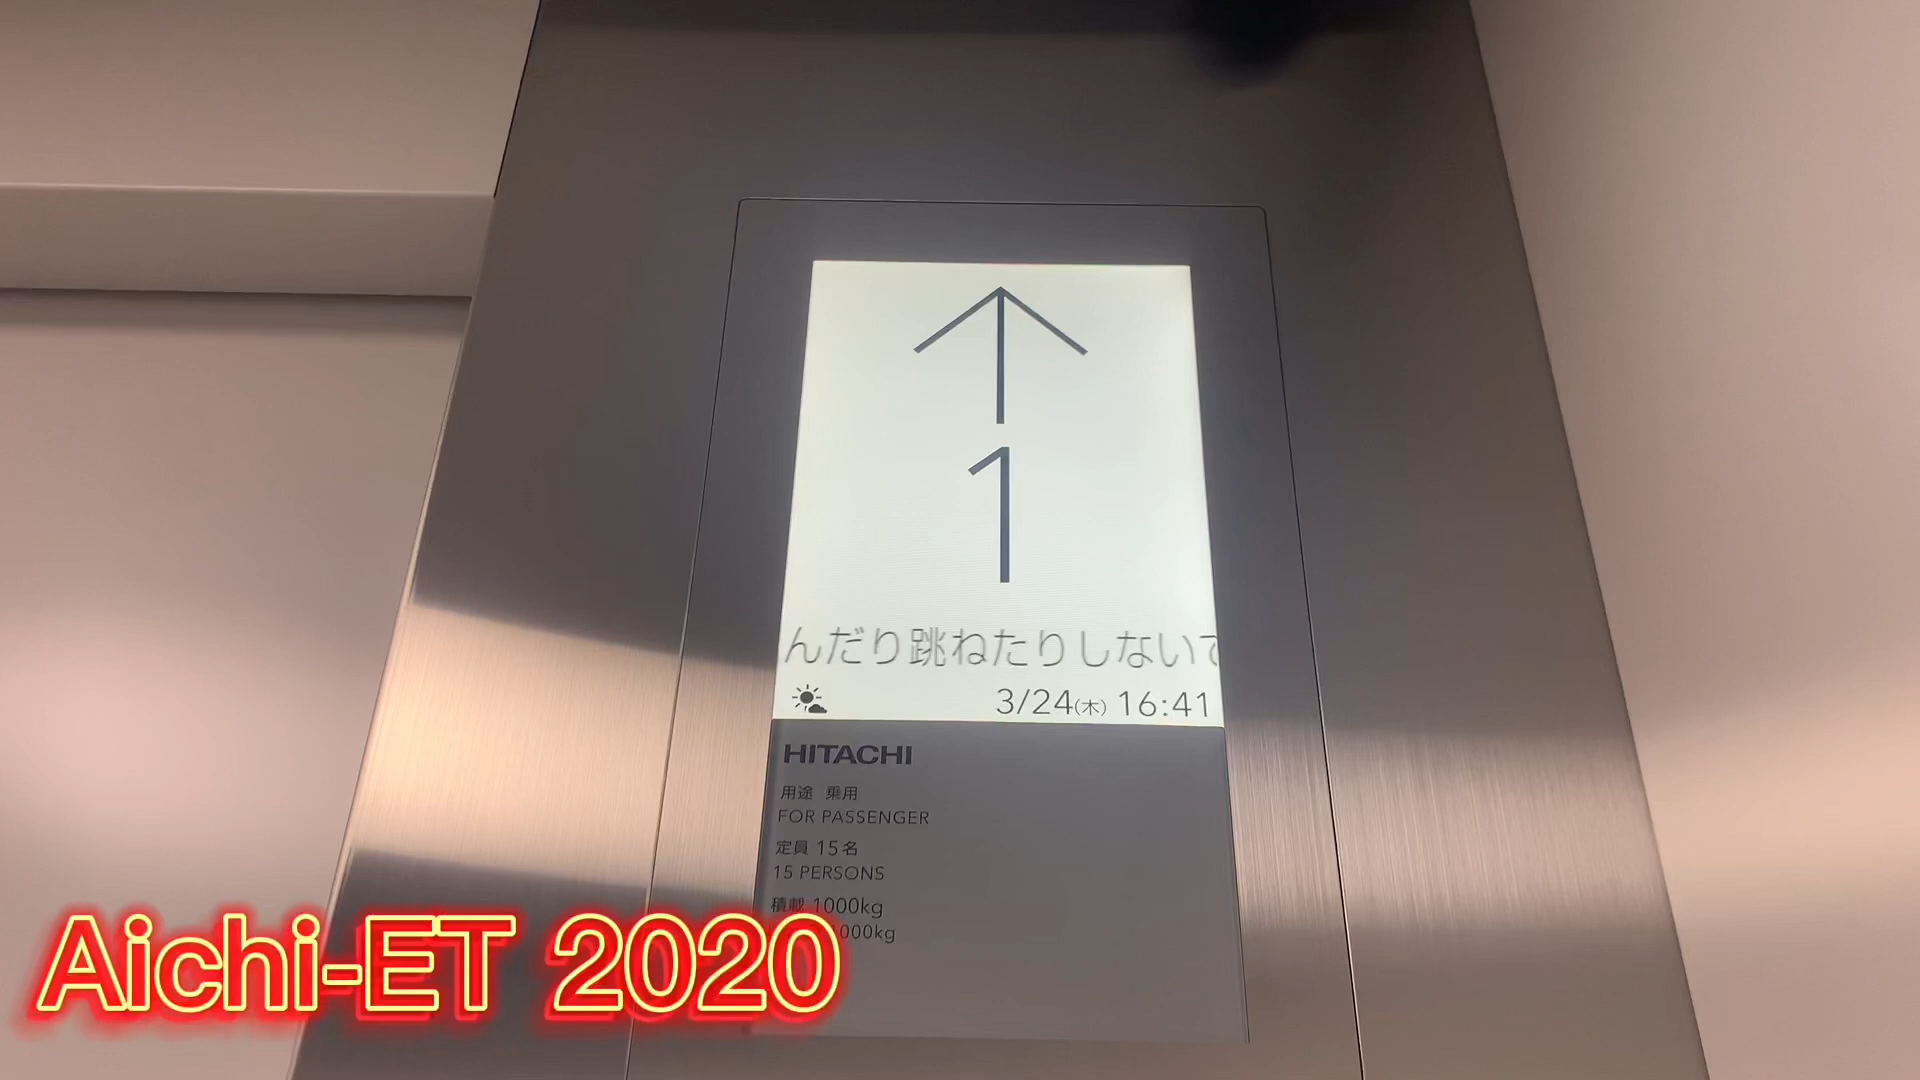 1
んだり跳ねたりしないで
3/24(木) 16:41
HITACHI
用途 乗用
FOR PASSENGER
定員 15名
15 PERSONS
積載 1000kg
1000kg
Aichi-ET 2020